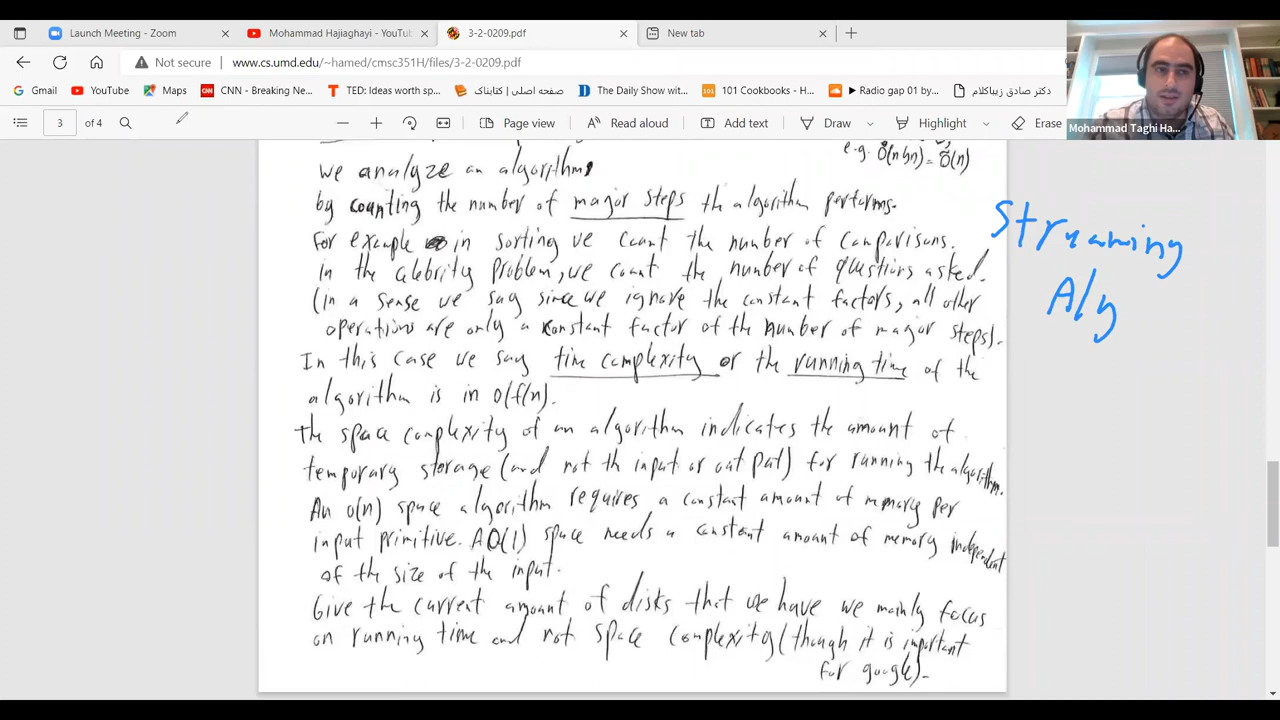 Launch Meeting - Zoom
Mohammad Hajiaghayi - YouTub
3-2-0209.pdf
New tab
Not secure
www.cs.umd.edu/~hamed/cmsc351H/files/3-2-0209.pdf
Gmail
YouTube
Maps
CNN - Breaking Ne...
TED: Ideas worth sp...
صفحه اصلی | کتابناک
The Daily Show wit...
101 Cookbooks - H...
Radio gap 01 by...
دکتر صادق زیباکلام
Mohammad Taghi Ha...
3 of 4
Page view
Read aloud
Add text
Draw
Highlight
Erase
e.g. Õ(n log n) = Õ(n)
we analyze an algorithm
by counting the number of major steps the algorithm performs.
For example in sorting we count the number of comparisons.
in the celebrity problem, we count the number of questions asked.
(in a sense we say since we ignore the constant factors, all other
operations are only a constant factor of the number of major steps).
In this case we say time complexity or the running time of the
algorithm is in O(f(n).
the space complexity of an algorithm indicates the amount of
temporary storage (and not th input or out put) for running the algorithm.
An O(n) space algorithm requires a constant amount of memory per
input primitive. A O(1) space needs a constant amount of memory independent
of the size of the input.
Give the current amount of disks that we have we mainly focus
on running time and not space complexity (though it is important
for google).
Streaming
Alg